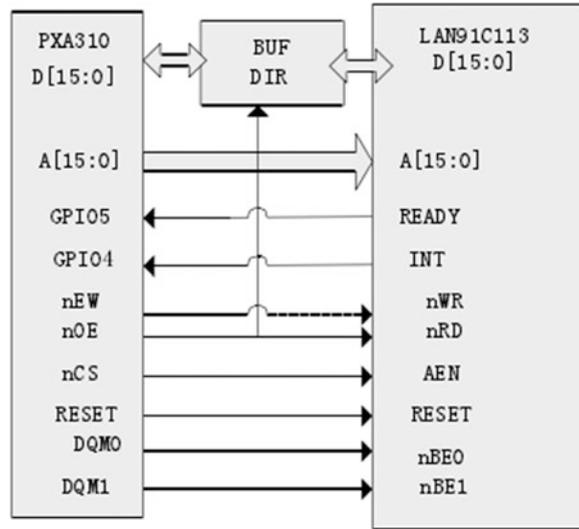 PXA310
D[15:0]
BUF
DIR
LAN91C113
D[15:0]
A[15:0]
A[15:0]
GPIO5
READY
GPIO4
INT
nEW
nWR
nOE
nRD
nCS
AEN
RESET
RESET
DQM0
nBE0
DQM1
nBE1